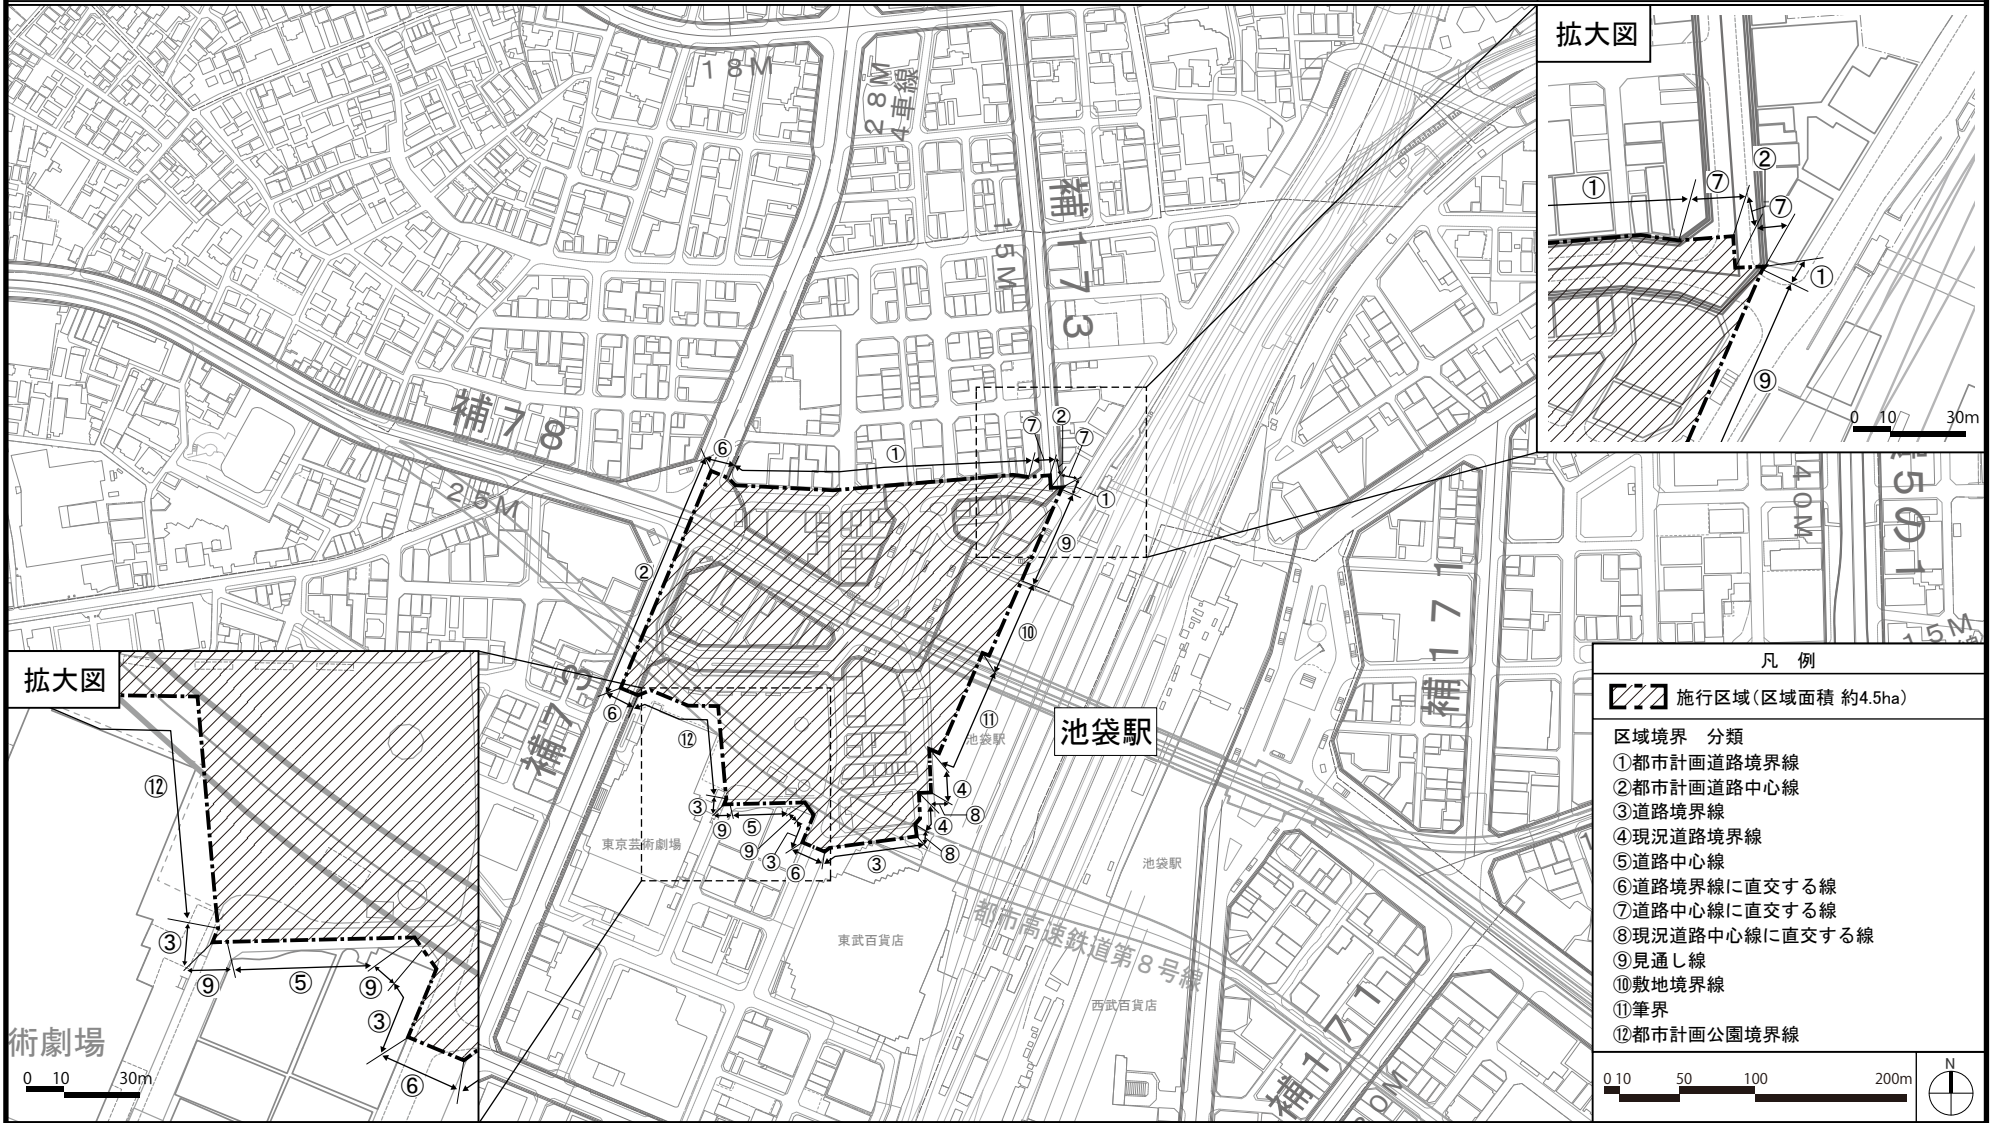 拡大図
①
⑦
②
⑦
①
⑨
0 10 30m
18M
28M
4車線
補173
15M
補78
25M
⑥
①
⑦
②
⑦
①
⑨
②
⑩
⑪
⑥
⑫
③
⑨
⑤
⑨
③
⑥
③
④
⑧
④
⑧
補73
池袋駅
池袋駅
池袋駅
東京芸術劇場
東武百貨店
西武百貨店
都市高速鉄道第8号線
補171
補171
5の1
40M
15M
拡大図
⑫
③
⑨
⑤
⑨
③
⑥
術劇場
0 10 30m
凡 例
施行区域(区域面積 約4.5ha)
区域境界 分類
①都市計画道路境界線
②都市計画道路中心線
③道路境界線
④現況道路境界線
⑤道路中心線
⑥道路境界線に直交する線
⑦道路中心線に直交する線
⑧現況道路中心線に直交する線
⑨見通し線
⑩敷地境界線
⑪筆界
⑫都市計画公園境界線
0 10 50 100 200m
N